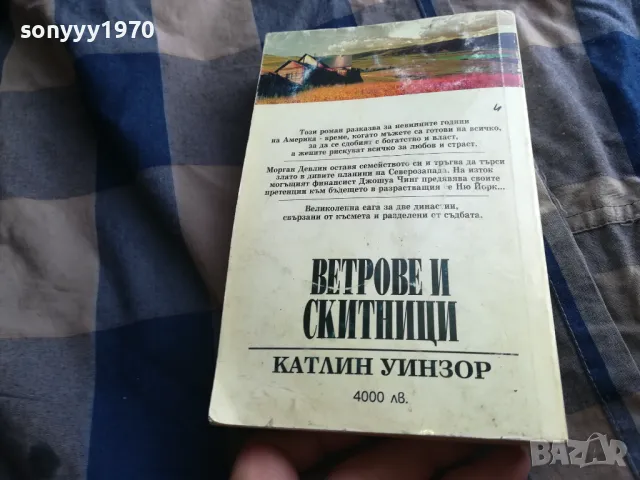 sonyyy1970
4
Този роман разказва за невинните години
на Америка - време, когато мъжете са готови на всичко,
за да се сдобият с богатство и власт,
а жените рискуват всичко за любов и страст.
Морган Девлин оставя семейството си и тръгва да търси
злато в дивите планини на Северозапада. На изток
могъщият финансист Джошуа Чинг предявява своите
претенции към бъдещето в разрастващия е Ню Йорк...
Великолепна сага за две династии,
свързани от късмета и разделени от съдбата.
ВЕТРОВЕ И
СКИТНИЦИ
КАТЛИН УИНЗОР
4000 лв.
BAZAR